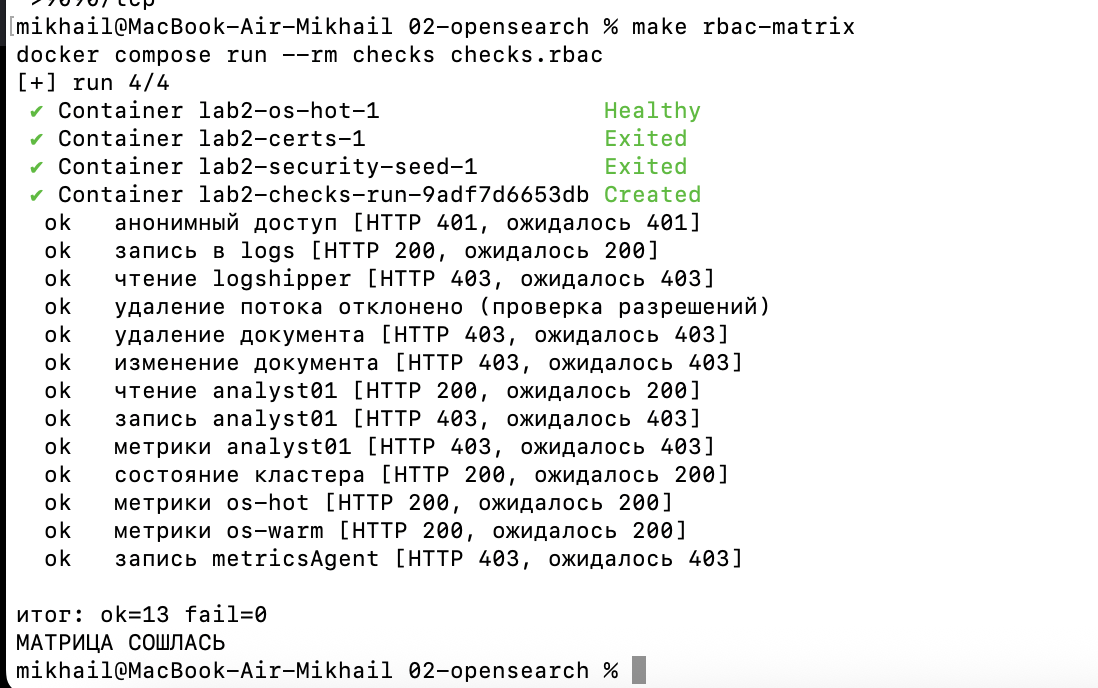 >9090/tcp
[mikhail@MacBook-Air-Mikhail 02-opensearch % make rbac-matrix
docker compose run --rm checks checks.rbac
[+] run 4/4
✔ Container lab2-os-hot-1 Healthy
✔ Container lab2-certs-1 Exited
✔ Container lab2-security-seed-1 Exited
✔ Container lab2-checks-run-9adf7d6653db Created
ok анонимный доступ [HTTP 401, ожидалось 401]
ok запись в logs [HTTP 200, ожидалось 200]
ok чтение logshipper [HTTP 403, ожидалось 403]
ok удаление потока отклонено (проверка разрешений)
ok удаление документа [HTTP 403, ожидалось 403]
ok изменение документа [HTTP 403, ожидалось 403]
ok чтение analyst01 [HTTP 200, ожидалось 200]
ok запись analyst01 [HTTP 403, ожидалось 403]
ok метрики analyst01 [HTTP 403, ожидалось 403]
ok состояние кластера [HTTP 200, ожидалось 200]
ok метрики os-hot [HTTP 200, ожидалось 200]
ok метрики os-warm [HTTP 200, ожидалось 200]
ok запись metricsAgent [HTTP 403, ожидалось 403]
итог: ok=13 fail=0
МАТРИЦА СОШЛАСЬ
mikhail@MacBook-Air-Mikhail 02-opensearch %